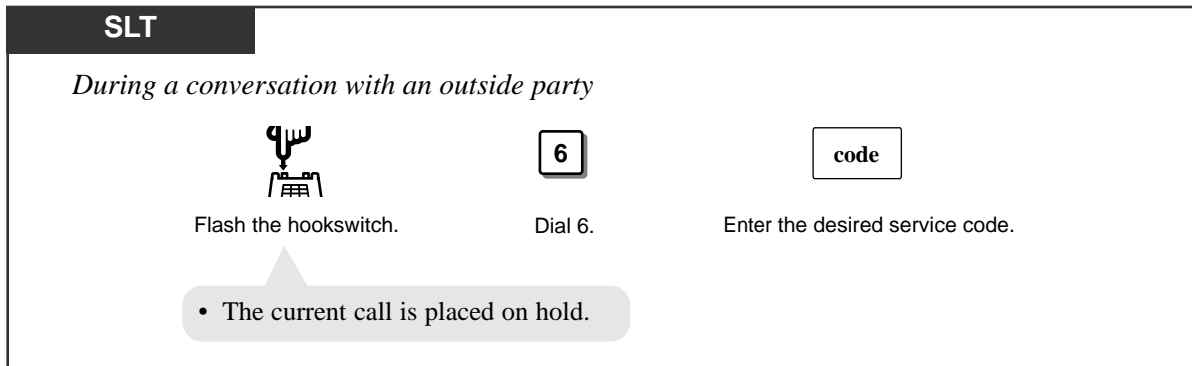 SLT
During a conversation with an outside party
6
code
Flash the hookswitch.
Dial 6.
Enter the desired service code.
• The current call is placed on hold.